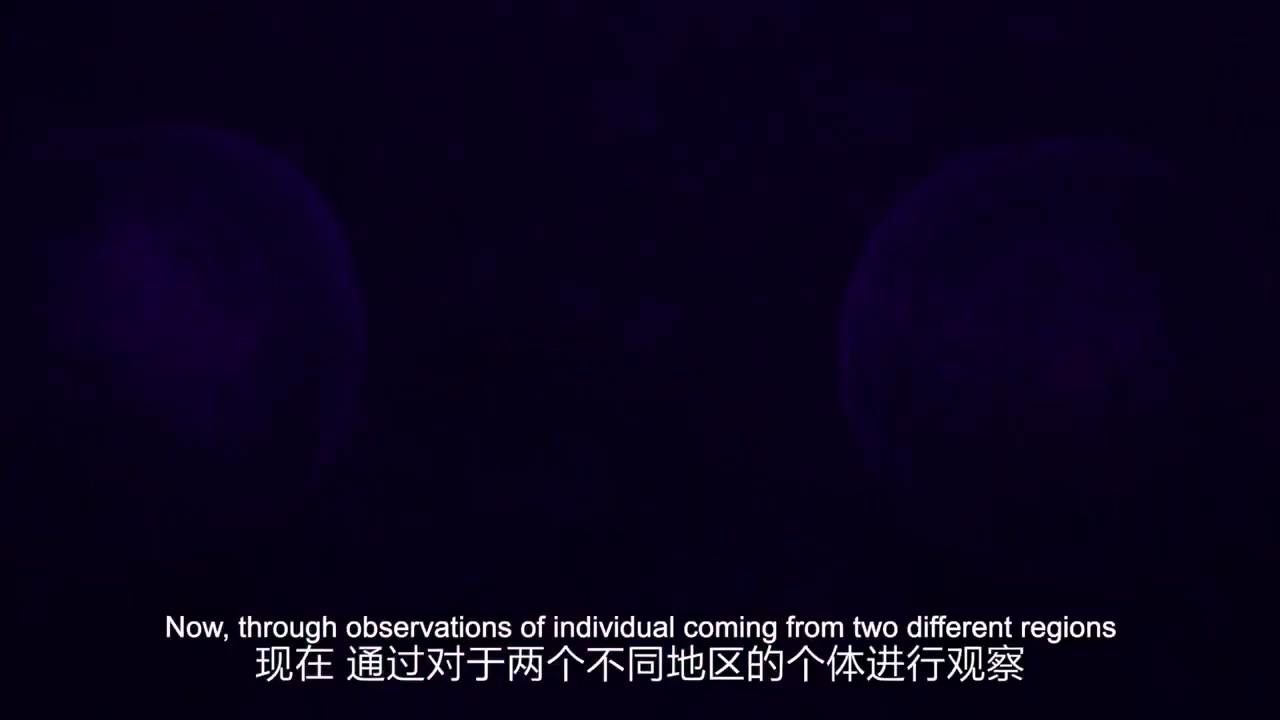 Now, through observations of individual coming from two different regions
现在 通过对于两个不同地区的个体进行观察